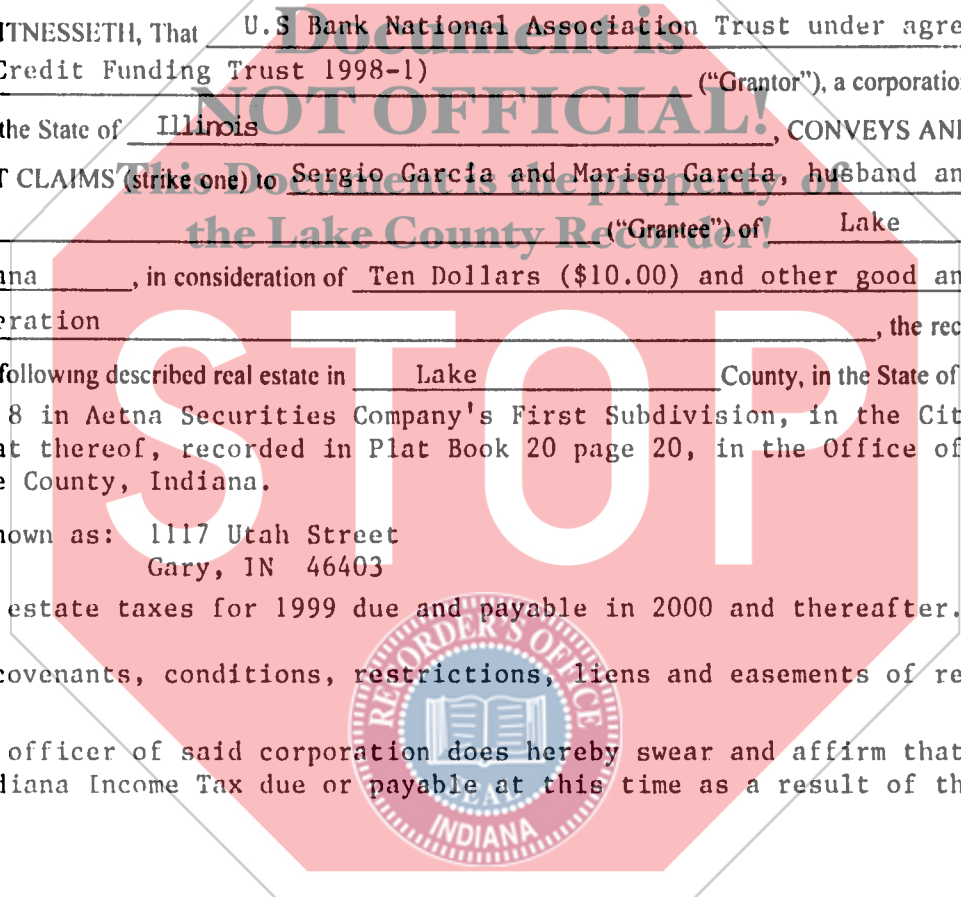 ITNESSETH, That U.S Bank National Association Trust under agre
Document is
Credit Funding Trust 1998-1) ("Grantor"), a corporatio
NOT OFFICIAL!
the State of Illinois, CONVEYS AND
T CLAIMS (strike one) to Sergio Garcia and Marisa Garcia, husband an
This Document is the property of
the Lake County Recorder!
("Grantee") of Lake
ana, in consideration of Ten Dollars ($10.00) and other good an
eration, the rec
following described real estate in Lake County, in the State of
8 in Aetna Securities Company's First Subdivision, in the Cit
at thereof, recorded in Plat Book 20 page 20, in the Office of
e County, Indiana.
STOP
nown as: 1117 Utah Street
Gary, IN 46403
estate taxes for 1999 due and payable in 2000 and thereafter.
RECORDER'S OFFICE
covenants, conditions, restrictions, liens and easements of re
officer of said corporation does hereby swear and affirm that
diana Income Tax due or payable at this time as a result of th
SEAL
INDIANA